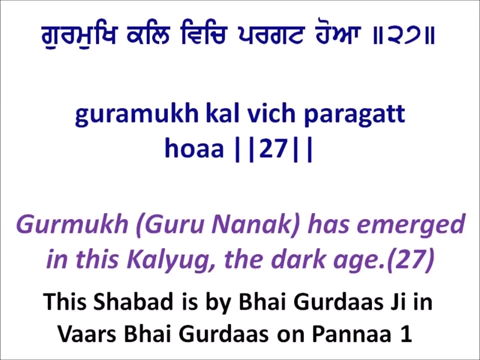 ਗੁਰਮੁਖਿ ਕਲਿ ਵਿਚਿ ਪਰਗਟ ਹੋਆ ॥੨੭॥
guramukh kal vich paragatt
hoaa ||27||
Gurmukh (Guru Nanak) has emerged
in this Kalyug, the dark age.(27)
This Shabad is by Bhai Gurdaas Ji in
Vaars Bhai Gurdaas on Pannaa 1